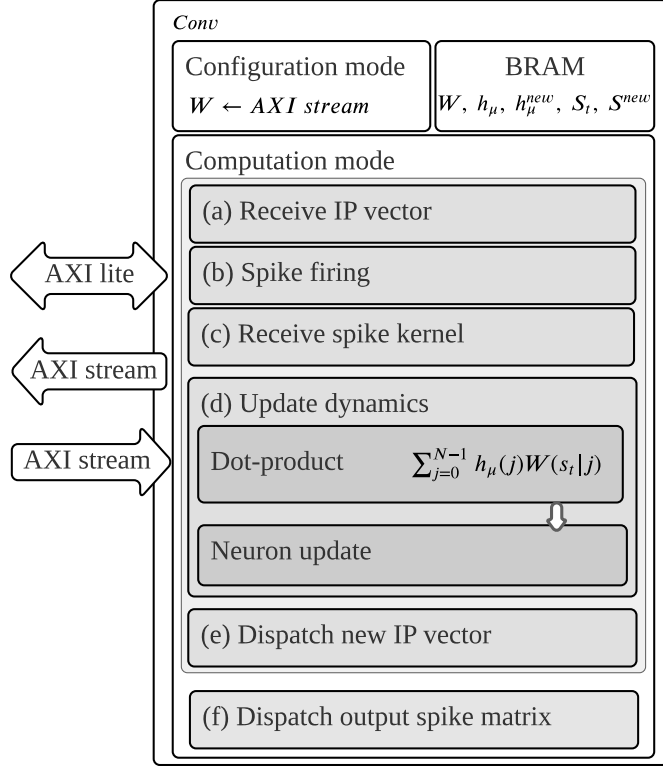 Conv
Configuration mode
W ← AXI stream
BRAM
W, h_μ, h_μ^{new}, S_t, S^{new}
Computation mode
(a) Receive IP vector
(b) Spike firing
(c) Receive spike kernel
(d) Update dynamics
Dot-product ∑_{j=0}^{N−1} h_μ(j)W(s_t|j)
Neuron update
(e) Dispatch new IP vector
(f) Dispatch output spike matrix
AXI lite
AXI stream
AXI stream